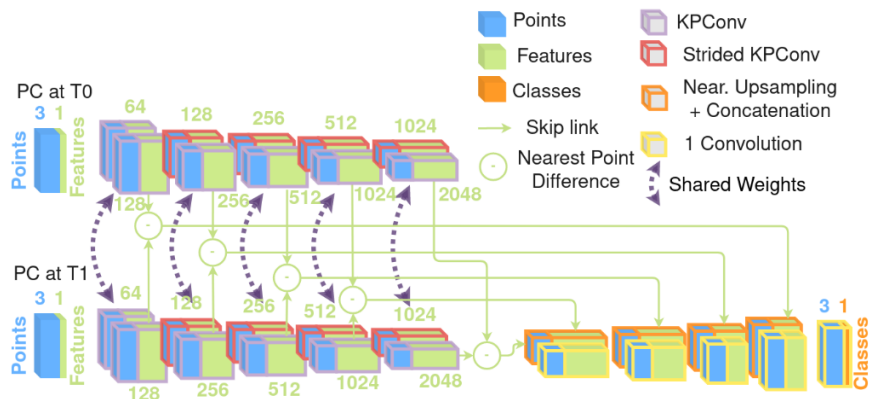 Points
Features
Classes
Skip link
Nearest Point
Difference
KPConv
Strided KPConv
Near. Upsampling
+ Concatenation
1 Convolution
Shared Weights
PC at T0
3 1
Points
Features
64
128
256
512
1024
128
256
512
1024
2048
-
-
-
-
PC at T1
3 1
Points
Features
64
128
256
512
1024
128
256
512
1024
2048
-
-
3 1
Points
Classes